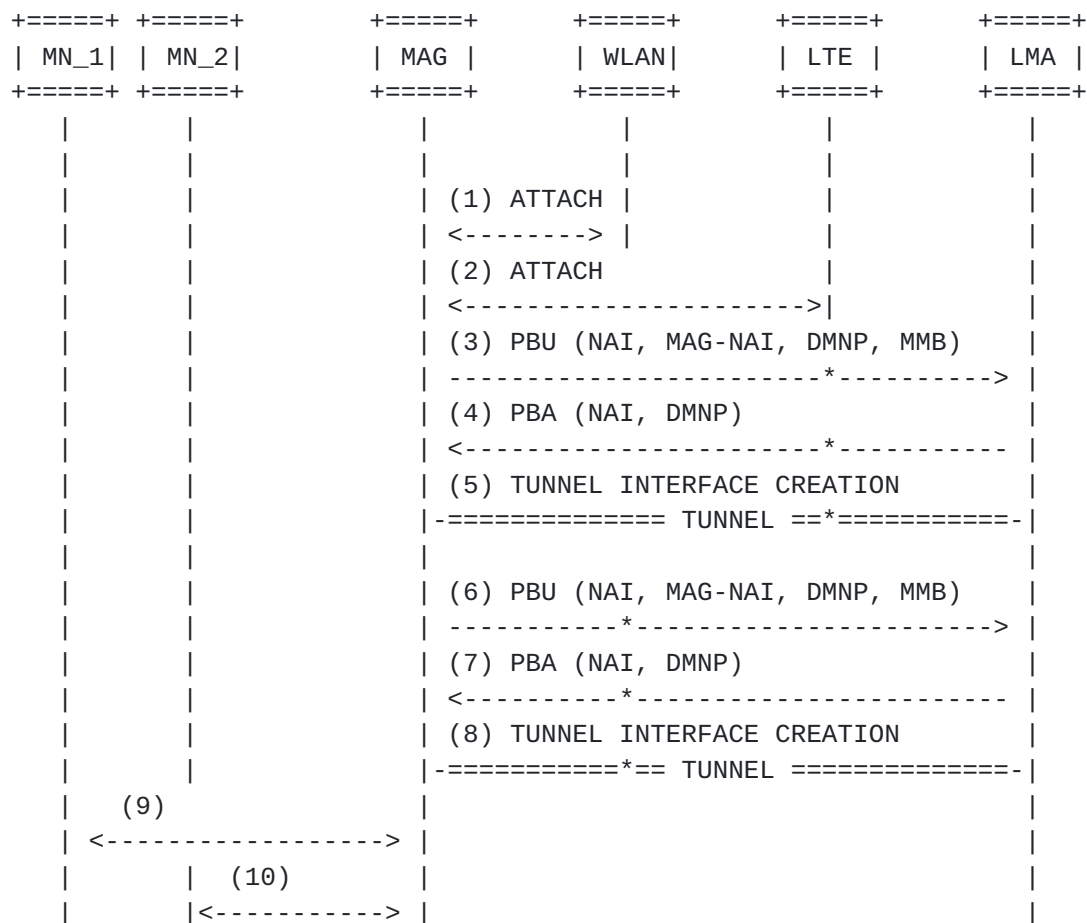 +=====+ +=====+ +=====+ +=====+ +=====+ +=====+
| MN_1| | MN_2| | MAG | | WLAN| | LTE | | LMA |
+=====+ +=====+ +=====+ +=====+ +=====+ +=====+
| | | | | |
| | | | | |
| | | (1) ATTACH | | |
| | | <--------> | | |
| | | (2) ATTACH | |
| | | <---------------------->| |
| | | (3) PBU (NAI, MAG-NAI, DMNP, MMB) |
| | | ------------------------*----------> |
| | | (4) PBA (NAI, DMNP) |
| | | <-----------------------*----------- |
| | | (5) TUNNEL INTERFACE CREATION |
| | |-============== TUNNEL ==*===========-|
| | | |
| | | (6) PBU (NAI, MAG-NAI, DMNP, MMB) |
| | | -----------*-----------------------> |
| | | (7) PBA (NAI, DMNP) |
| | | <----------*------------------------ |
| | | (8) TUNNEL INTERFACE CREATION |
| | |-===========*== TUNNEL ==============-|
| (9) | |
| <------------------> | |
| | (10) | |
| |<-----------> | |